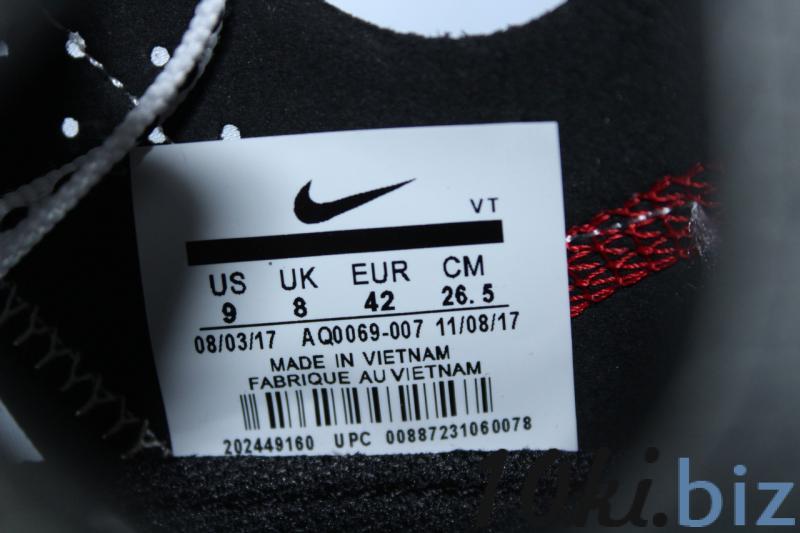 VT
US UK EUR CM
9 8 42 26.5
08/03/17 AQ0069-007 11/08/17
MADE IN VIETNAM
FABRIQUE AU VIETNAM
202449160 UPC 00887231060078
10ki.biz